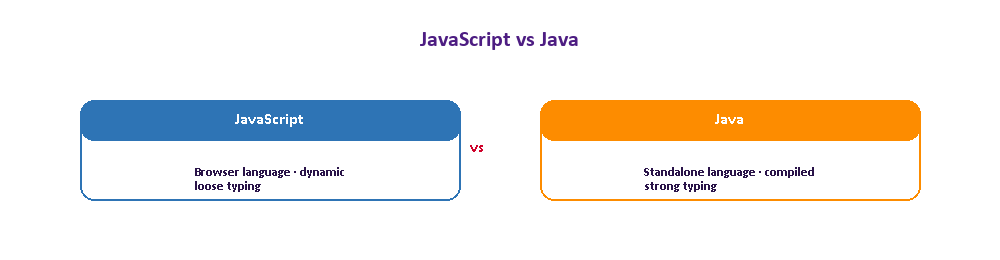 JavaScript vs Java
JavaScript
Java
vs
Browser language · dynamic
loose typing
Standalone language · compiled
strong typing